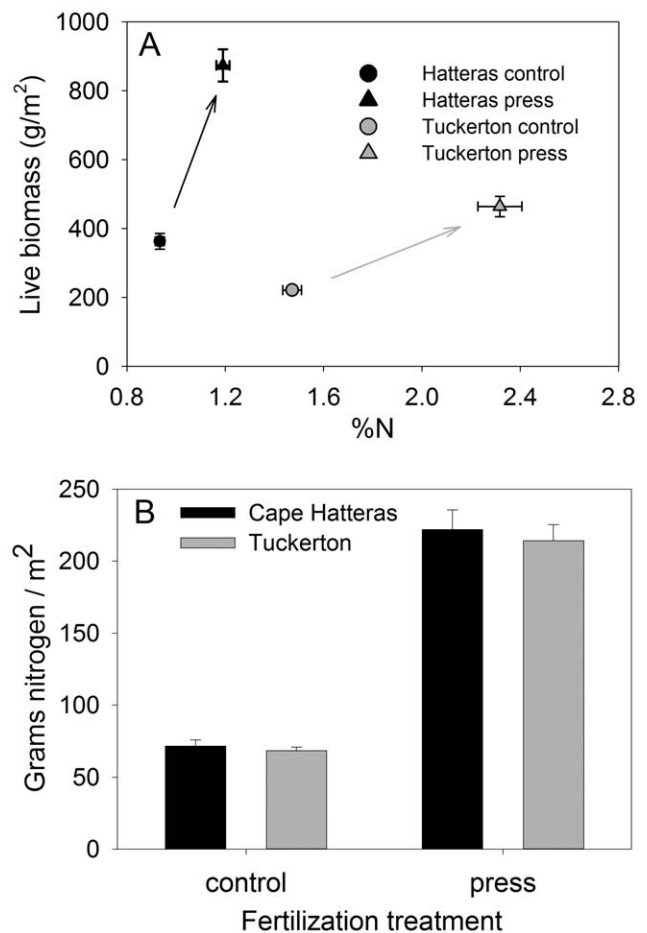 A
1000
800
600
400
200
0
Live biomass (g/m²)
Hatteras control
Hatteras press
Tuckerton control
Tuckerton press
0.8 1.2 1.6 2.0 2.4 2.8
%N
B
250
200
150
100
50
0
Grams nitrogen / m²
Cape Hatteras
Tuckerton
control press
Fertilization treatment